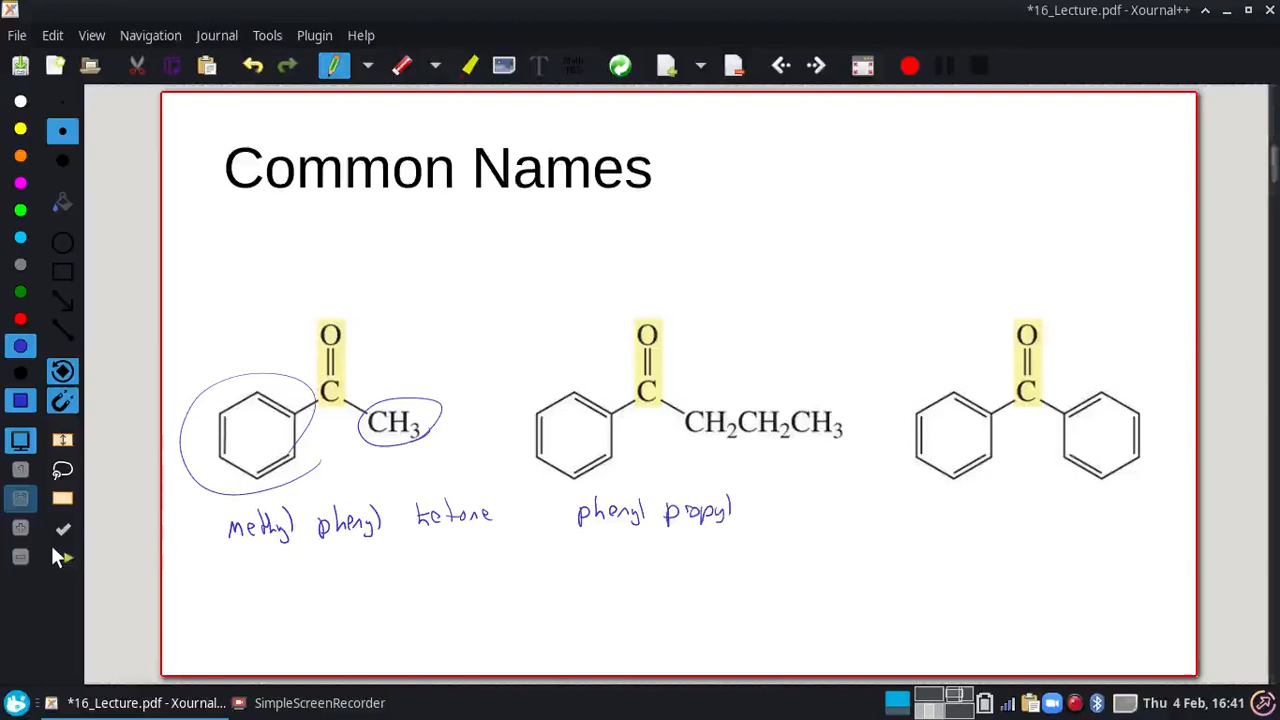 *16_Lecture.pdf - Xournal++
File Edit View Navigation Journal Tools Plugin Help
Common Names
O O O
C C C
CH₃ CH₂CH₂CH₃
methyl phenyl ketone phenyl propyl
*16_Lecture.pdf - Xournal... SimpleScreenRecorder Thu 4 Feb, 16:41